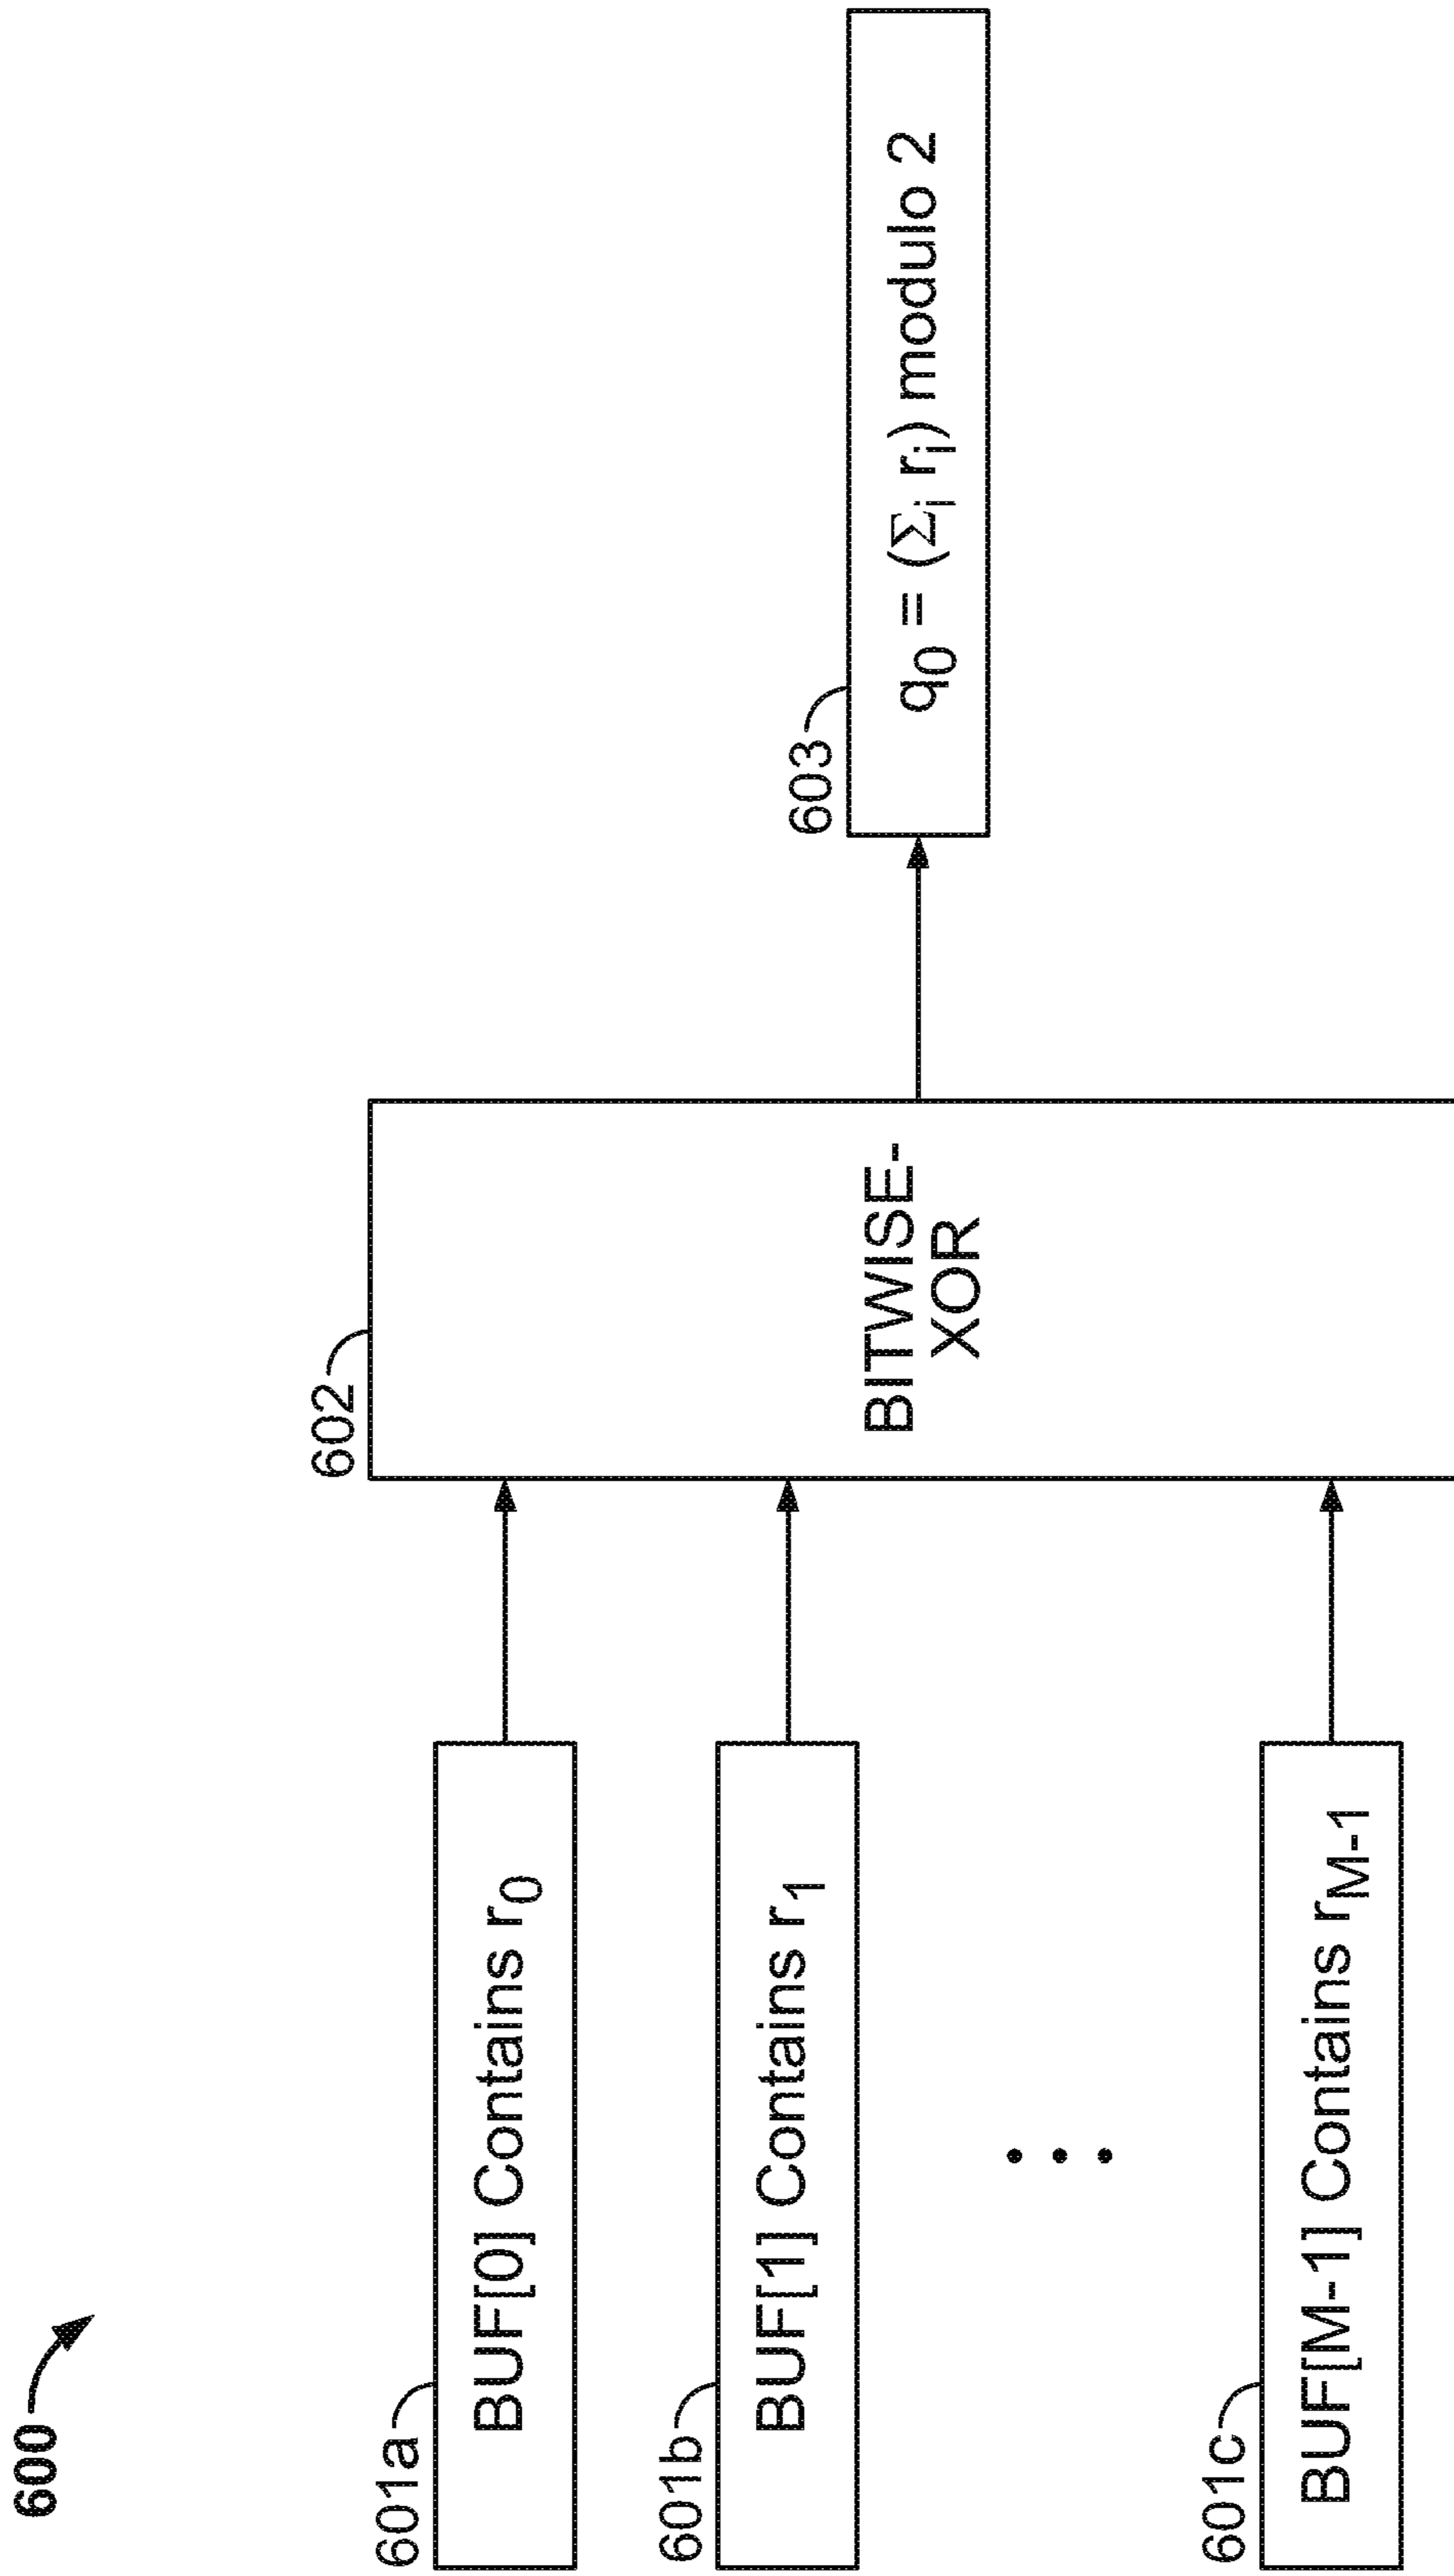 600
601a
BUF[0] Contains r₀
601b
BUF[1] Contains r₁
601c
BUF[M-1] Contains r_{M-1}
602
BITWISE-
XOR
603
q₀ = (Σᵢ rᵢ) modulo 2